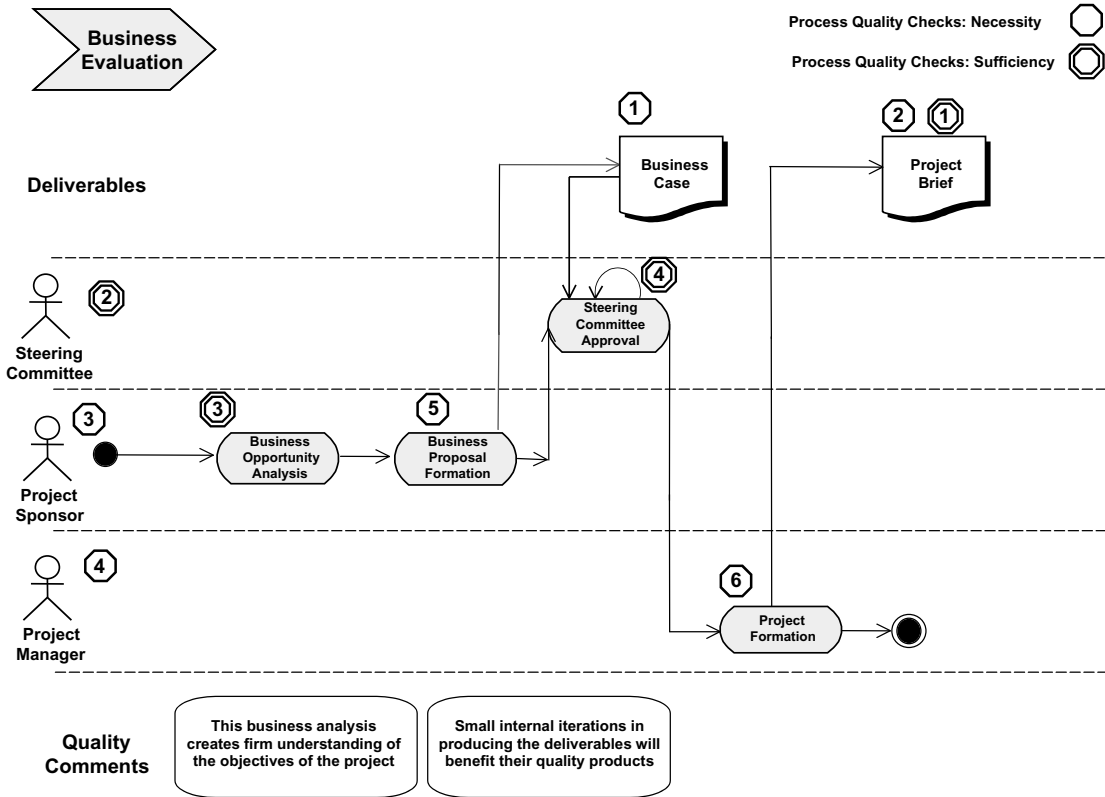 Business
Evaluation
Process Quality Checks: Necessity
Process Quality Checks: Sufficiency
1
2
1
Deliverables
Business
Case
Project
Brief
2
4
Steering
Committee
Steering
Committee
Approval
3
3
5
Business
Opportunity
Analysis
Business
Proposal
Formation
Project
Sponsor
4
6
Project
Manager
Project
Formation
Quality
Comments
This business analysis
creates firm understanding of
the objectives of the project
Small internal iterations in
producing the deliverables will
benefit their quality products